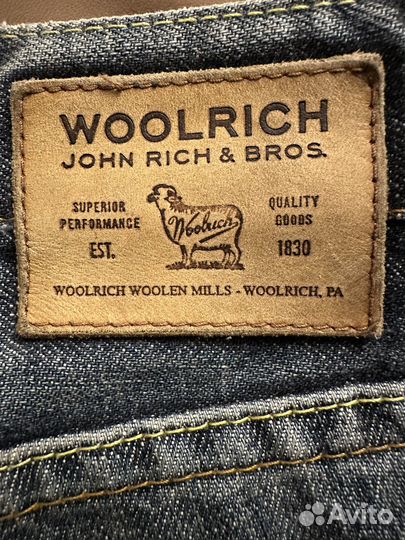 WOOLRICH
JOHN RICH & BROS.
SUPERIOR PERFORMANCE
EST.
Woolrich
QUALITY GOODS
1830
WOOLRICH WOOLEN MILLS - WOOLRICH, PA
Avito